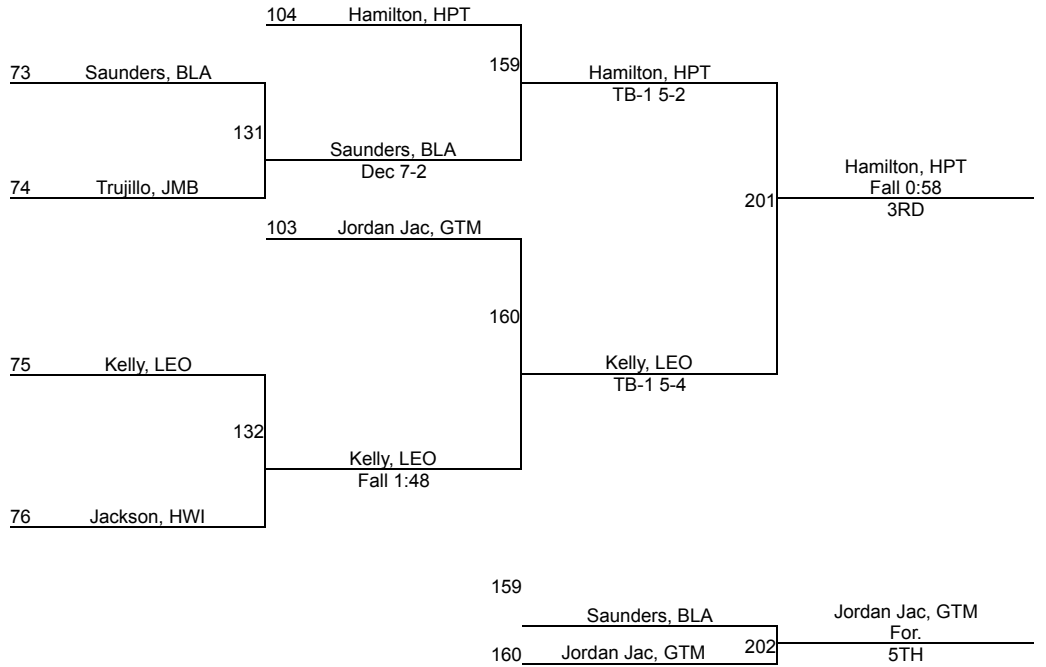 104 Hamilton, HPT
73 Saunders, BLA
159
Hamilton, HPT
TB-1 5-2
131
Saunders, BLA
Dec 7-2
74 Trujillo, JMB
Hamilton, HPT
Fall 0:58
201
3RD
103 Jordan Jac, GTM
160
75 Kelly, LEO
Kelly, LEO
TB-1 5-4
132
Kelly, LEO
Fall 1:48
76 Jackson, HWI
159
Saunders, BLA
Jordan Jac, GTM
For.
202
160 Jordan Jac, GTM
5TH